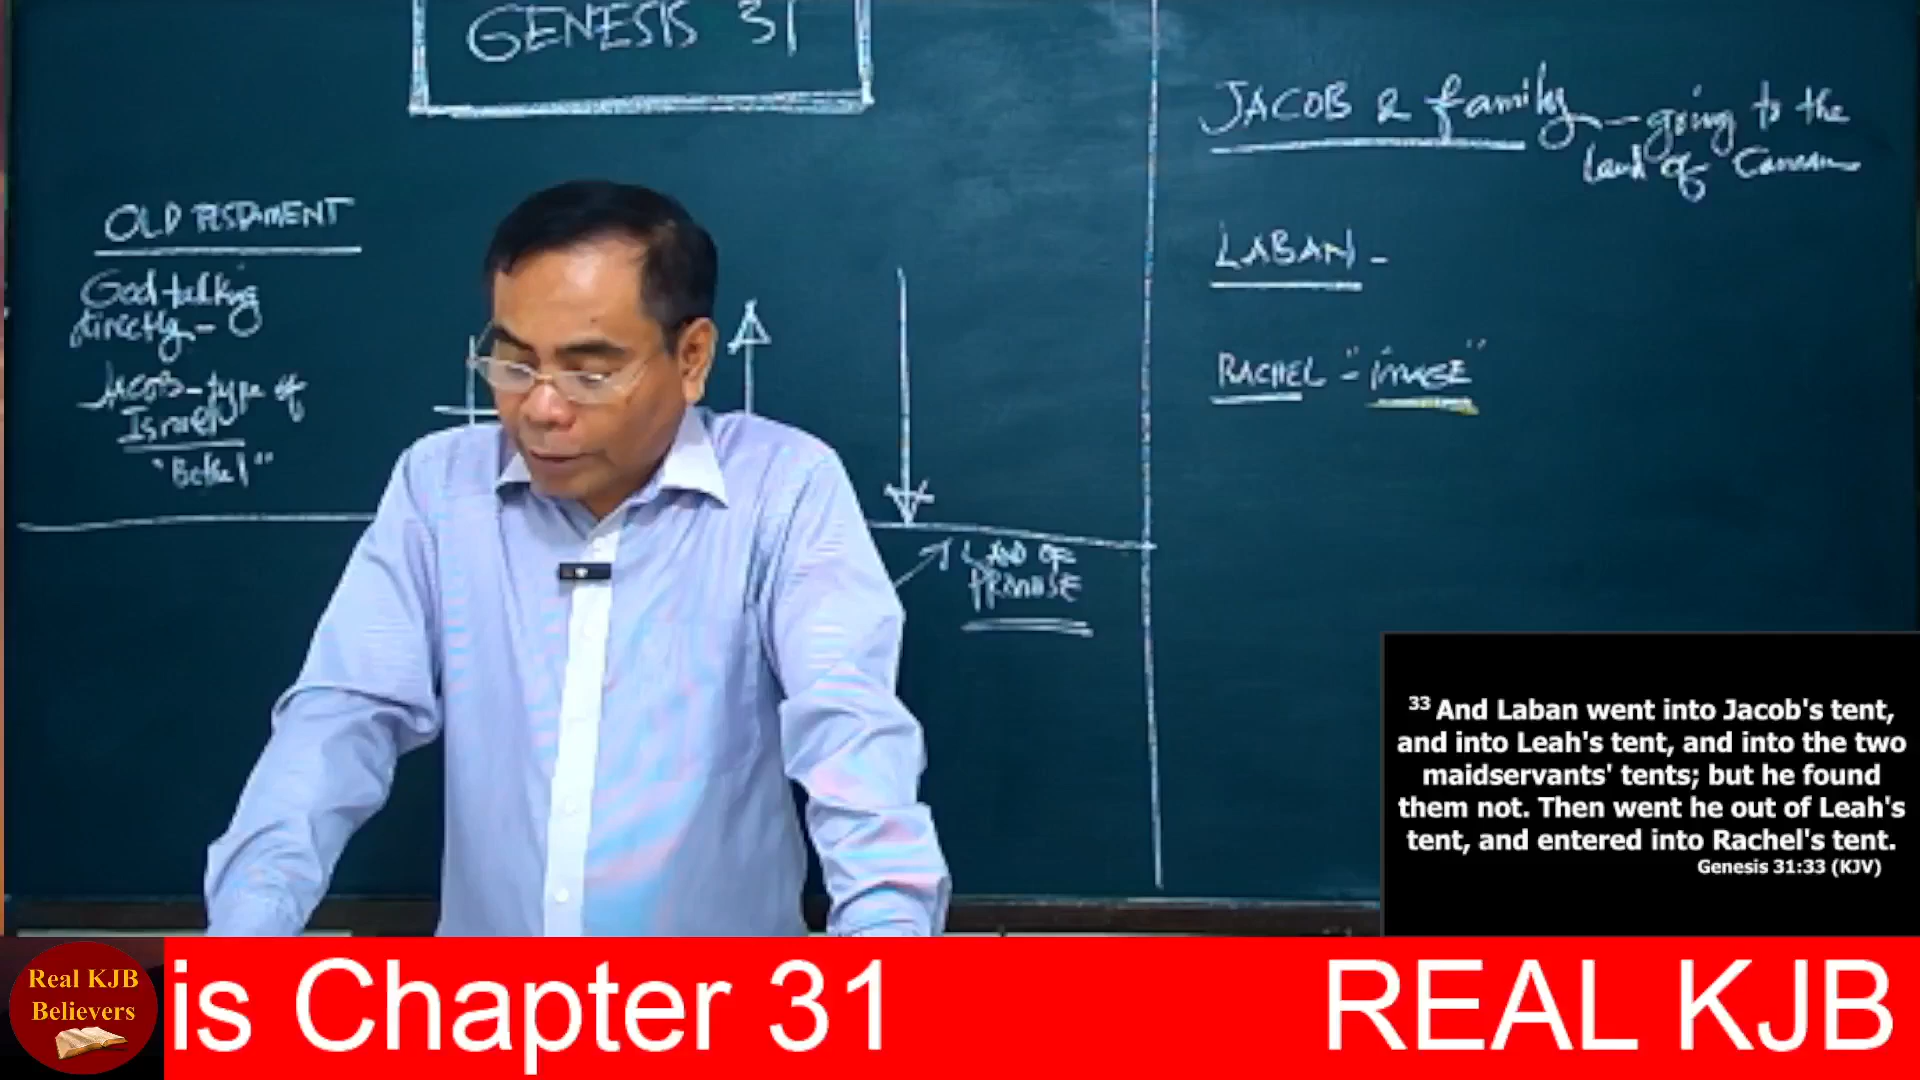 GENESIS 31
OLD TESTAMENT
God talking
directly -
Jacob - type of
Israel
"Bethel"
LAND OF
PROMISE
JACOB & family - going to the
land of Canaan
LABAN -
RACHEL - "iMAGE"
33 And Laban went into Jacob's tent,
and into Leah's tent, and into the two
maidservants' tents; but he found
them not. Then went he out of Leah's
tent, and entered into Rachel's tent.
Genesis 31:33 (KJV)
Real KJB
Believers
is Chapter 31 REAL KJB